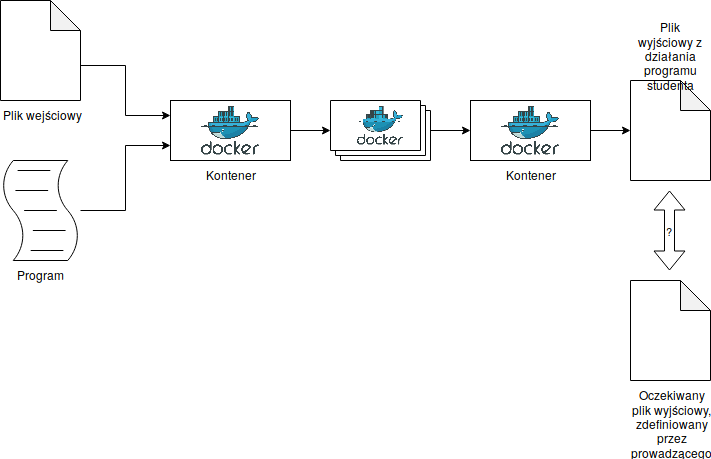 Plik wejściowy
Program
docker
Kontener
docker
docker
Kontener
Plik
wyjściowy z
działania
programu
studenta
?
Oczekiwany
plik wyjściowy,
zdefiniowany
przez
prowadzącego